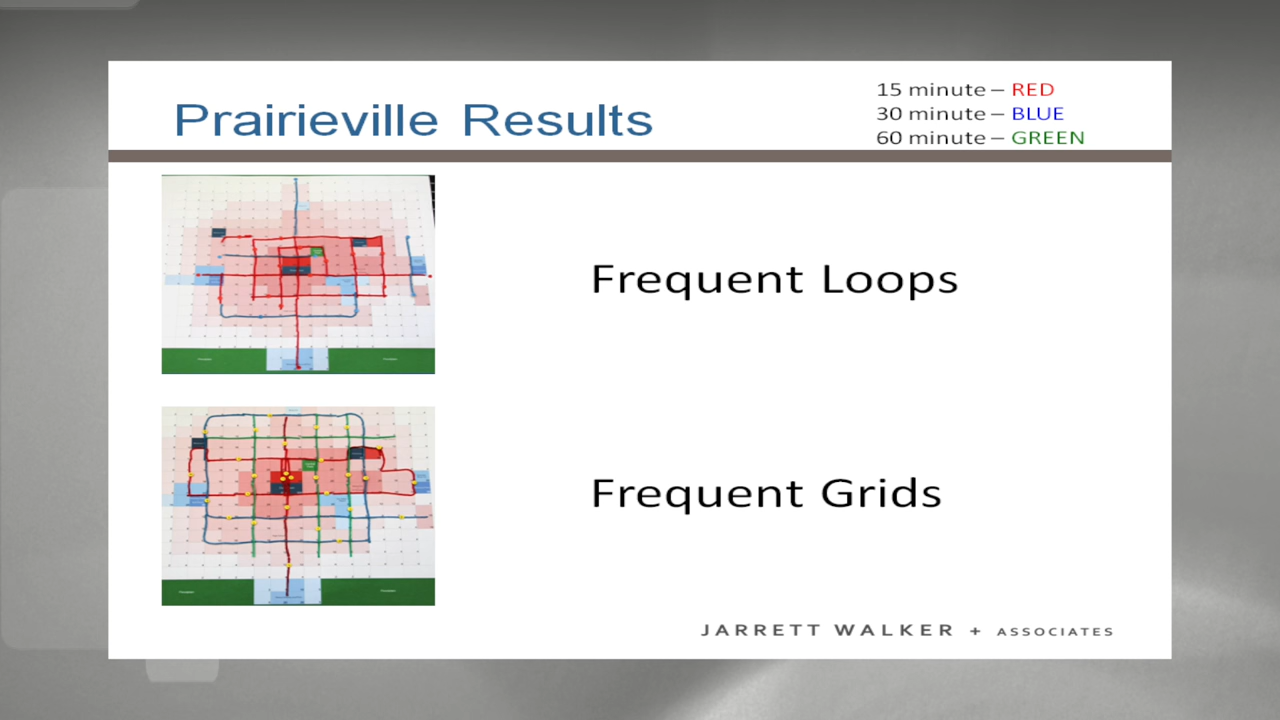 Prairieville Results
15 minute – RED
30 minute – BLUE
60 minute – GREEN
Frequent Loops
Frequent Grids
JARRETT WALKER + ASSOCIATES